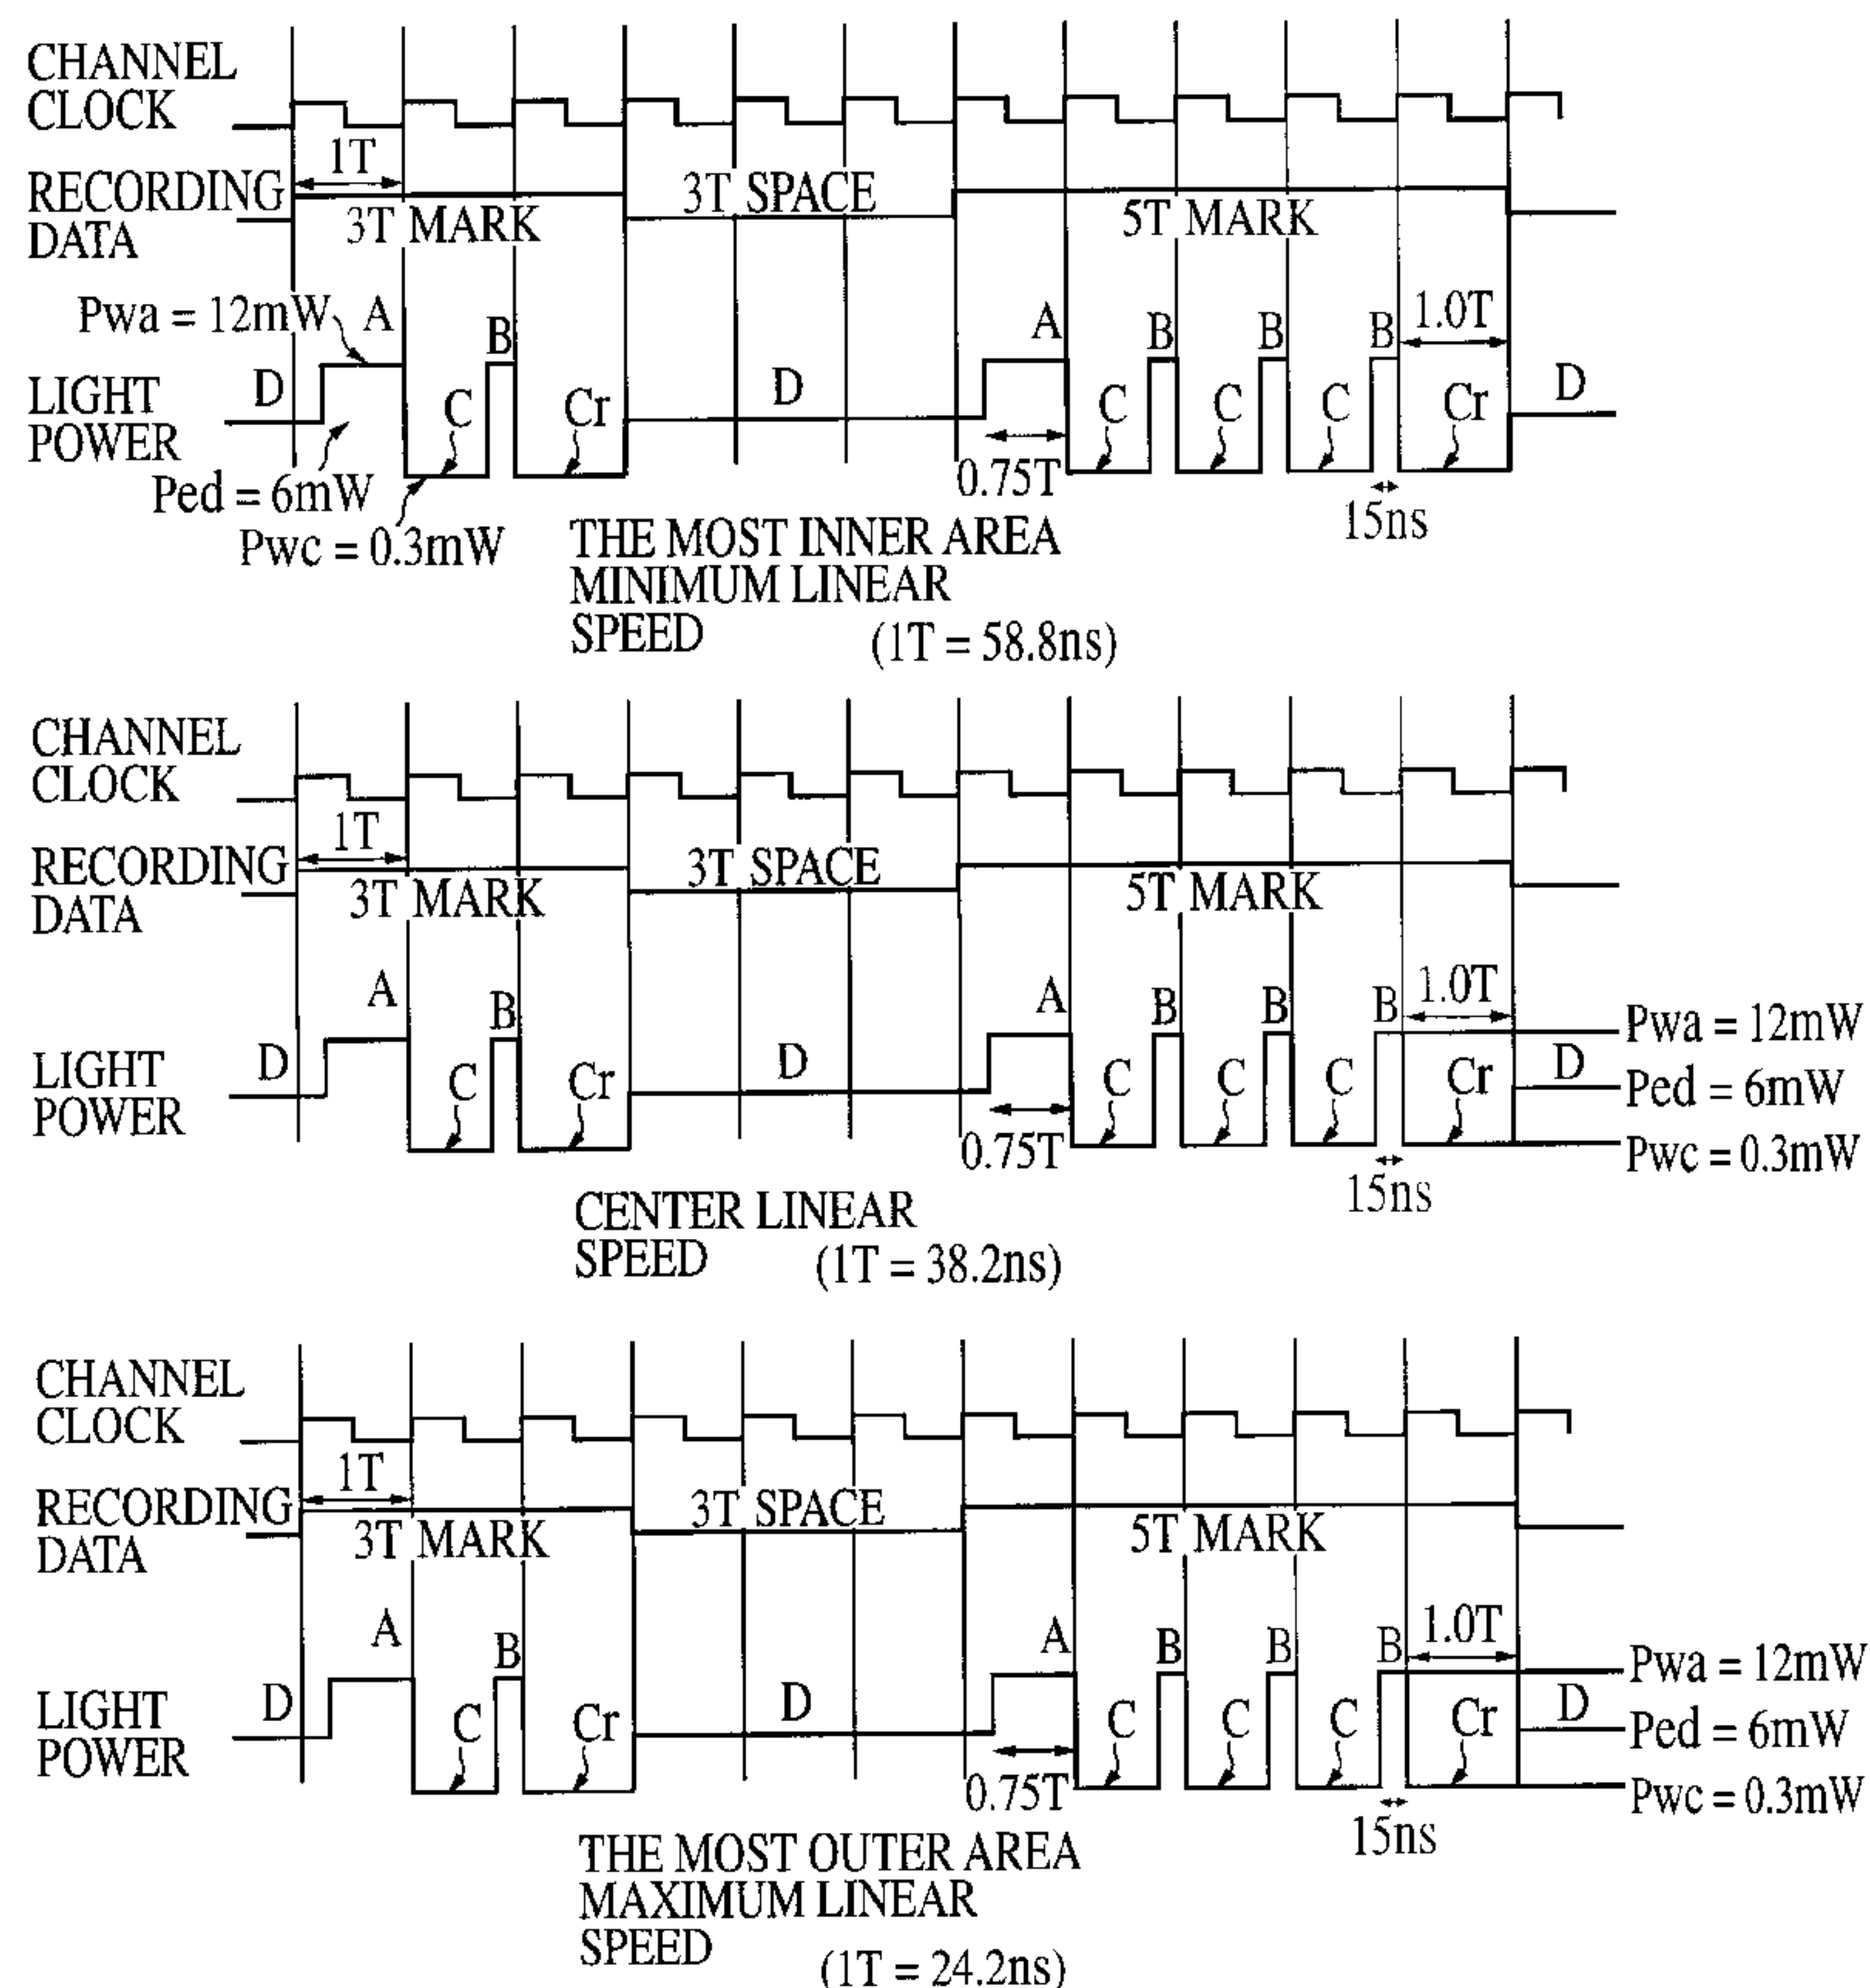 CHANNEL
CLOCK
1T
RECORDING
DATA
3T MARK
3T SPACE
5T MARK
Pwa = 12mW
A
B
A
B
B
B
1.0T
LIGHT
POWER
D
C
Cr
D
C
C
C
Cr
D
Ped = 6mW
0.75T
15ns
Pwc = 0.3mW
THE MOST INNER AREA
MINIMUM LINEAR
SPEED
(1T = 58.8ns)
CHANNEL
CLOCK
1T
RECORDING
DATA
3T MARK
3T SPACE
5T MARK
A
B
A
B
B
B
1.0T
Pwa = 12mW
LIGHT
POWER
D
C
Cr
D
C
C
C
Cr
D
Ped = 6mW
0.75T
15ns
Pwc = 0.3mW
CENTER LINEAR
SPEED
(1T = 38.2ns)
CHANNEL
CLOCK
1T
RECORDING
DATA
3T MARK
3T SPACE
5T MARK
A
B
A
B
B
B
1.0T
Pwa = 12mW
LIGHT
POWER
D
C
Cr
D
C
C
C
Cr
D
Ped = 6mW
0.75T
15ns
Pwc = 0.3mW
THE MOST OUTER AREA
MAXIMUM LINEAR
SPEED
(1T = 24.2ns)